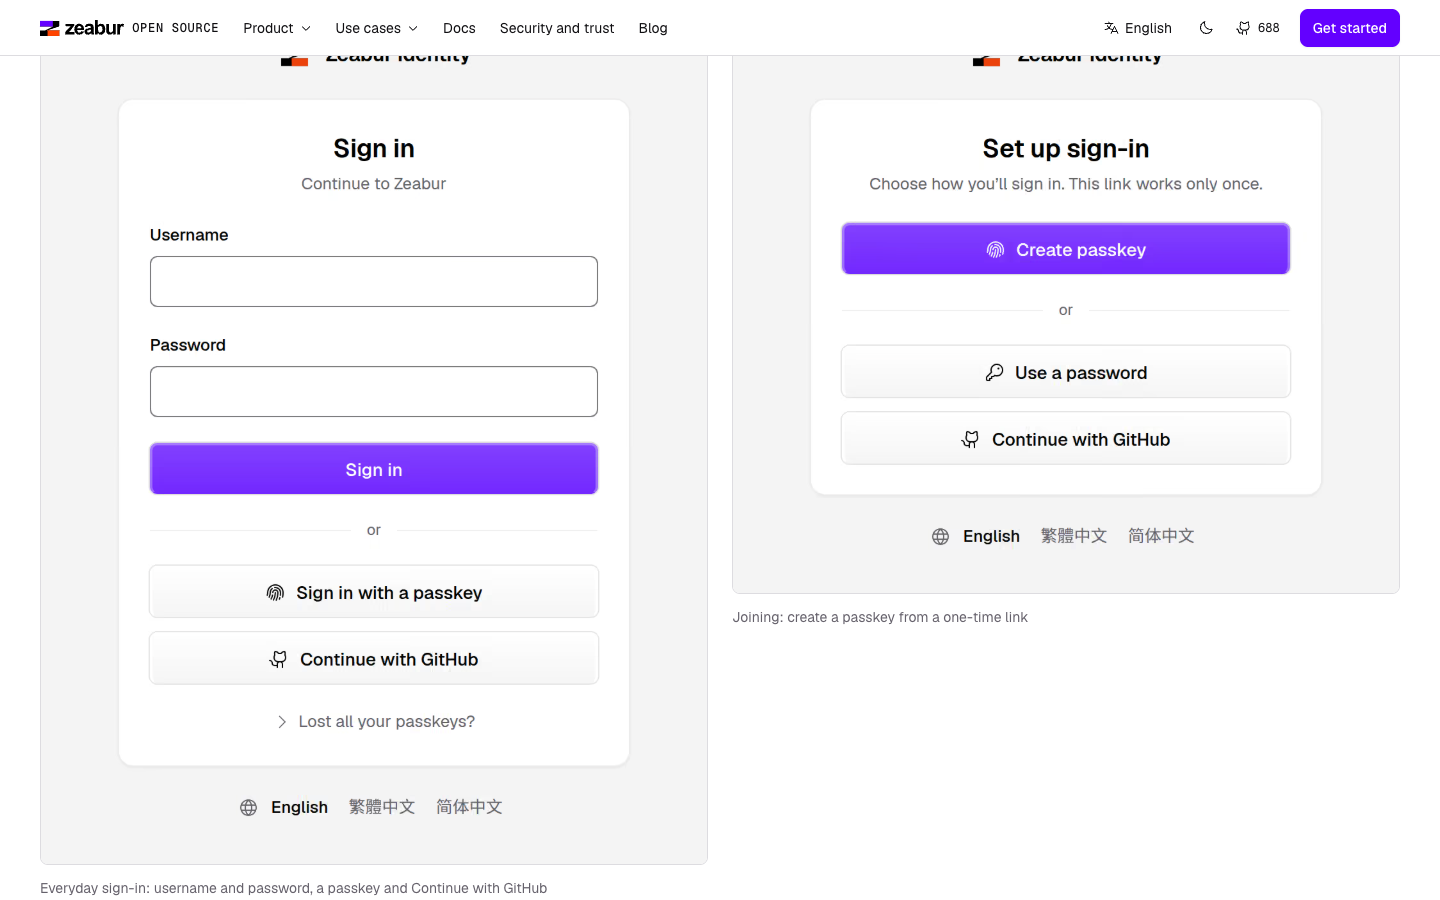 zeabur OPEN SOURCE Product Use cases Docs Security and trust Blog English 688 Get started
Zeabur Identity
Sign in
Continue to Zeabur
Username
Password
Sign in
or
Sign in with a passkey
Continue with GitHub
Lost all your passkeys?
English 繁體中文 简体中文
Everyday sign-in: username and password, a passkey and Continue with GitHub
Zeabur Identity
Set up sign-in
Choose how you’ll sign in. This link works only once.
Create passkey
or
Use a password
Continue with GitHub
English 繁體中文 简体中文
Joining: create a passkey from a one-time link